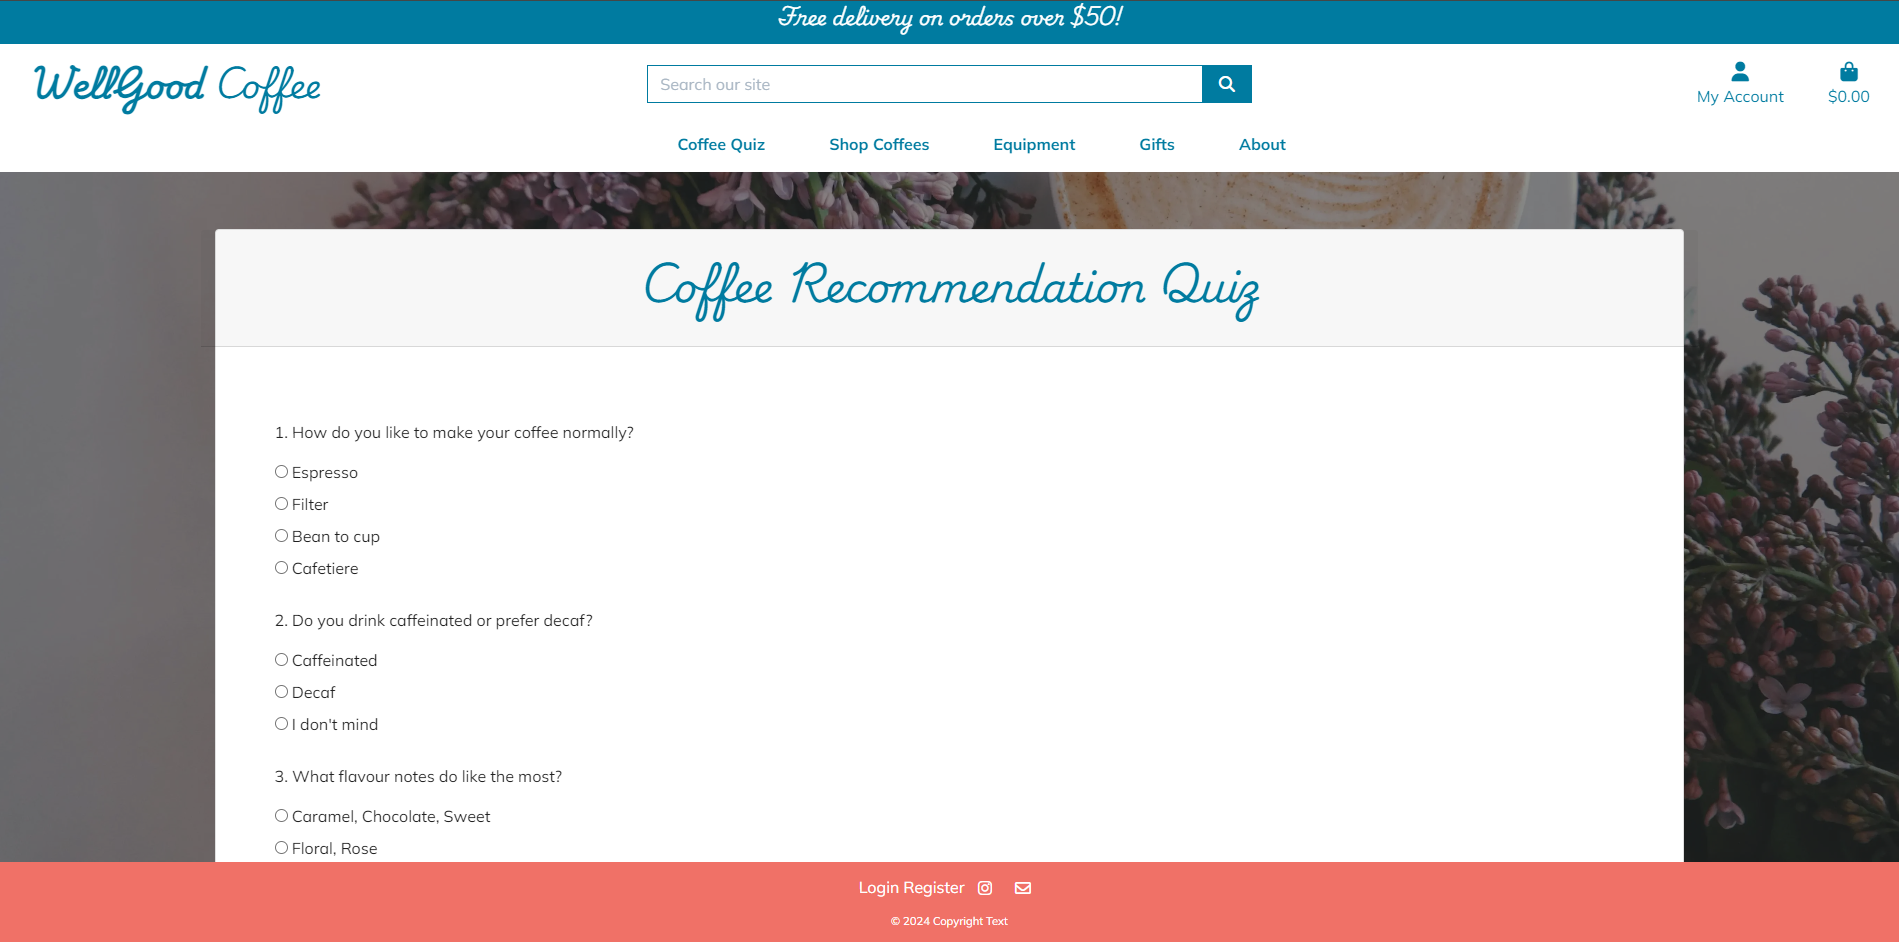 Free delivery on orders over $50!
WellGood Coffee
Search our site
My Account
$0.00
Coffee Quiz
Shop Coffees
Equipment
Gifts
About
Coffee Recommendation Quiz
1. How do you like to make your coffee normally?
Espresso
Filter
Bean to cup
Cafetiere
2. Do you drink caffeinated or prefer decaf?
Caffeinated
Decaf
I don't mind
3. What flavour notes do like the most?
Caramel, Chocolate, Sweet
Floral, Rose
Login Register
© 2024 Copyright Text